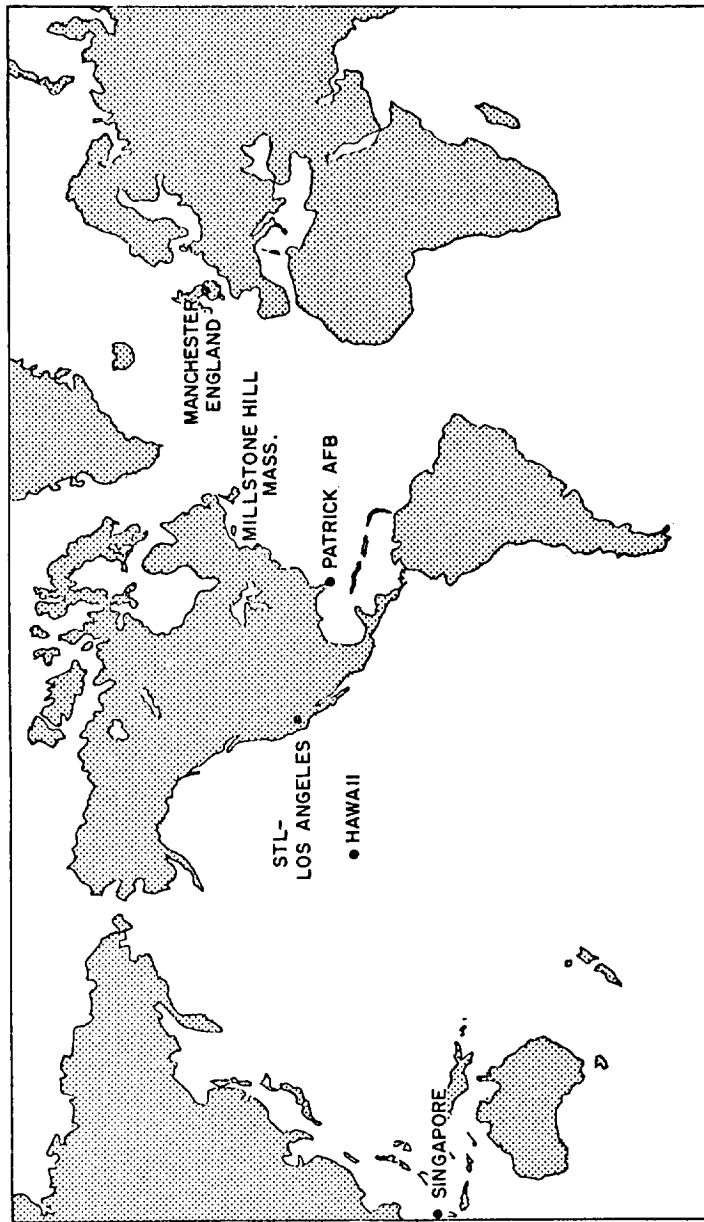 MANCHESTER
ENGLAND
MILLSTONE HILL
MASS.
PATRICK AFB
STL-
LOS ANGELES
HAWAII
SINGAPORE